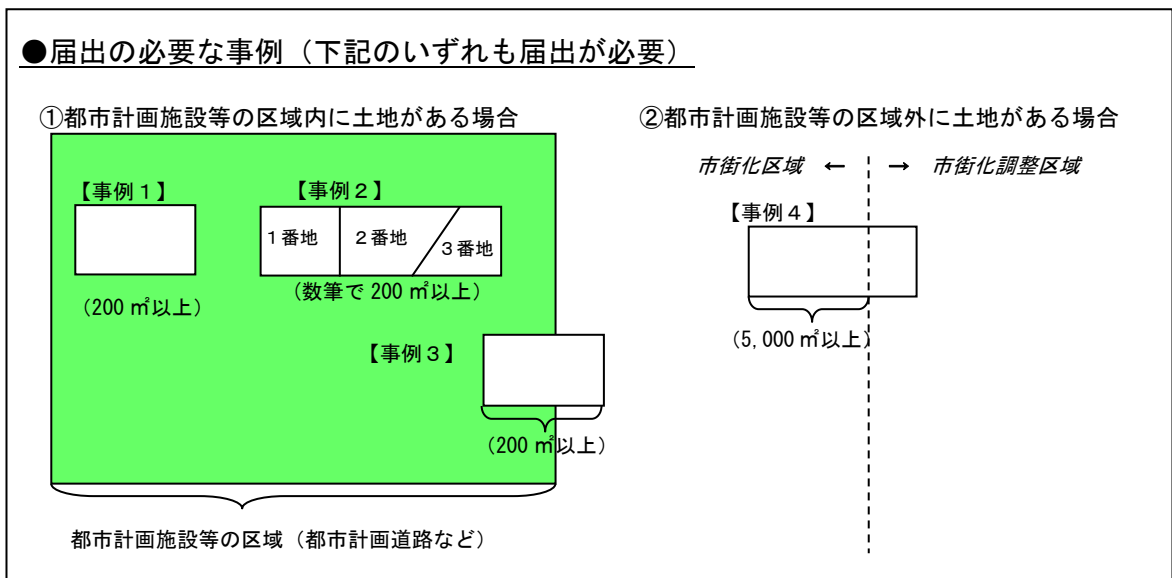 ●届出の必要な事例（下記のいずれも届出が必要）
①都市計画施設等の区域内に土地がある場合
【事例１】
【事例２】
１番地
２番地
３番地
（200 ㎡以上）
（数筆で 200 ㎡以上）
【事例３】
（200 ㎡以上）
都市計画施設等の区域（都市計画道路など）
②都市計画施設等の区域外に土地がある場合
市街化区域 ← → 市街化調整区域
【事例４】
（5,000 ㎡以上）